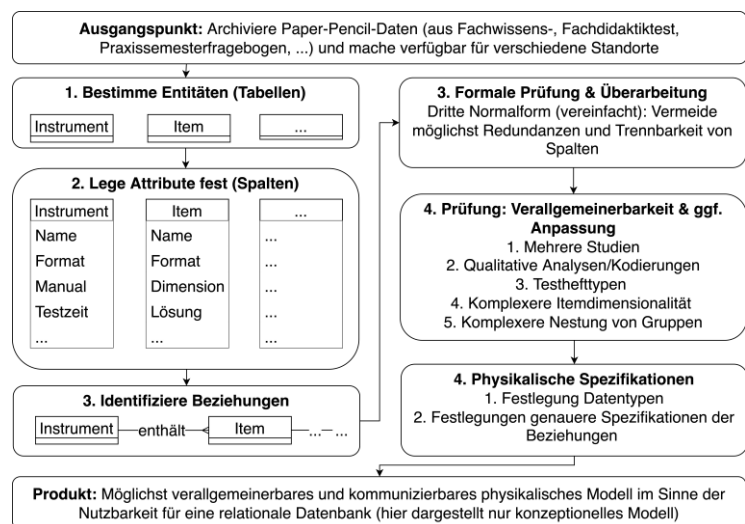 Ausgangspunkt: Archiviere Paper-Pencil-Daten (aus Fachwissens-, Fachdidaktiktest,
Praxissemesterfragebogen, ...) und mache verfügbar für verschiedene Standorte
1. Bestimme Entitäten (Tabellen)
Instrument Item ...
2. Lege Attribute fest (Spalten)
Instrument Item ...
Name Name ...
Format Format ...
Manual Dimension ...
Testzeit Lösung ...
... ... ...
3. Identifiziere Beziehungen
Instrument enthält Item ... ...
3. Formale Prüfung & Überarbeitung
Dritte Normalform (vereinfacht): Vermeide
möglichst Redundanzen und Trennbarkeit von
Spalten
4. Prüfung: Verallgemeinerbarkeit & ggf.
Anpassung
1. Mehrere Studien
2. Qualitative Analysen/Kodierungen
3. Testhefttypen
4. Komplexere Itemdimensionalität
5. Komplexere Nestung von Gruppen
4. Physikalische Spezifikationen
1. Festlegung Datentypen
2. Festlegungen genauere Spezifikationen der
Beziehungen
Produkt: Möglichst verallgemeinerbares und kommunizierbares physikalisches Modell im Sinne der
Nutzbarkeit für eine relationale Datenbank (hier dargestellt nur konzeptionelles Modell)